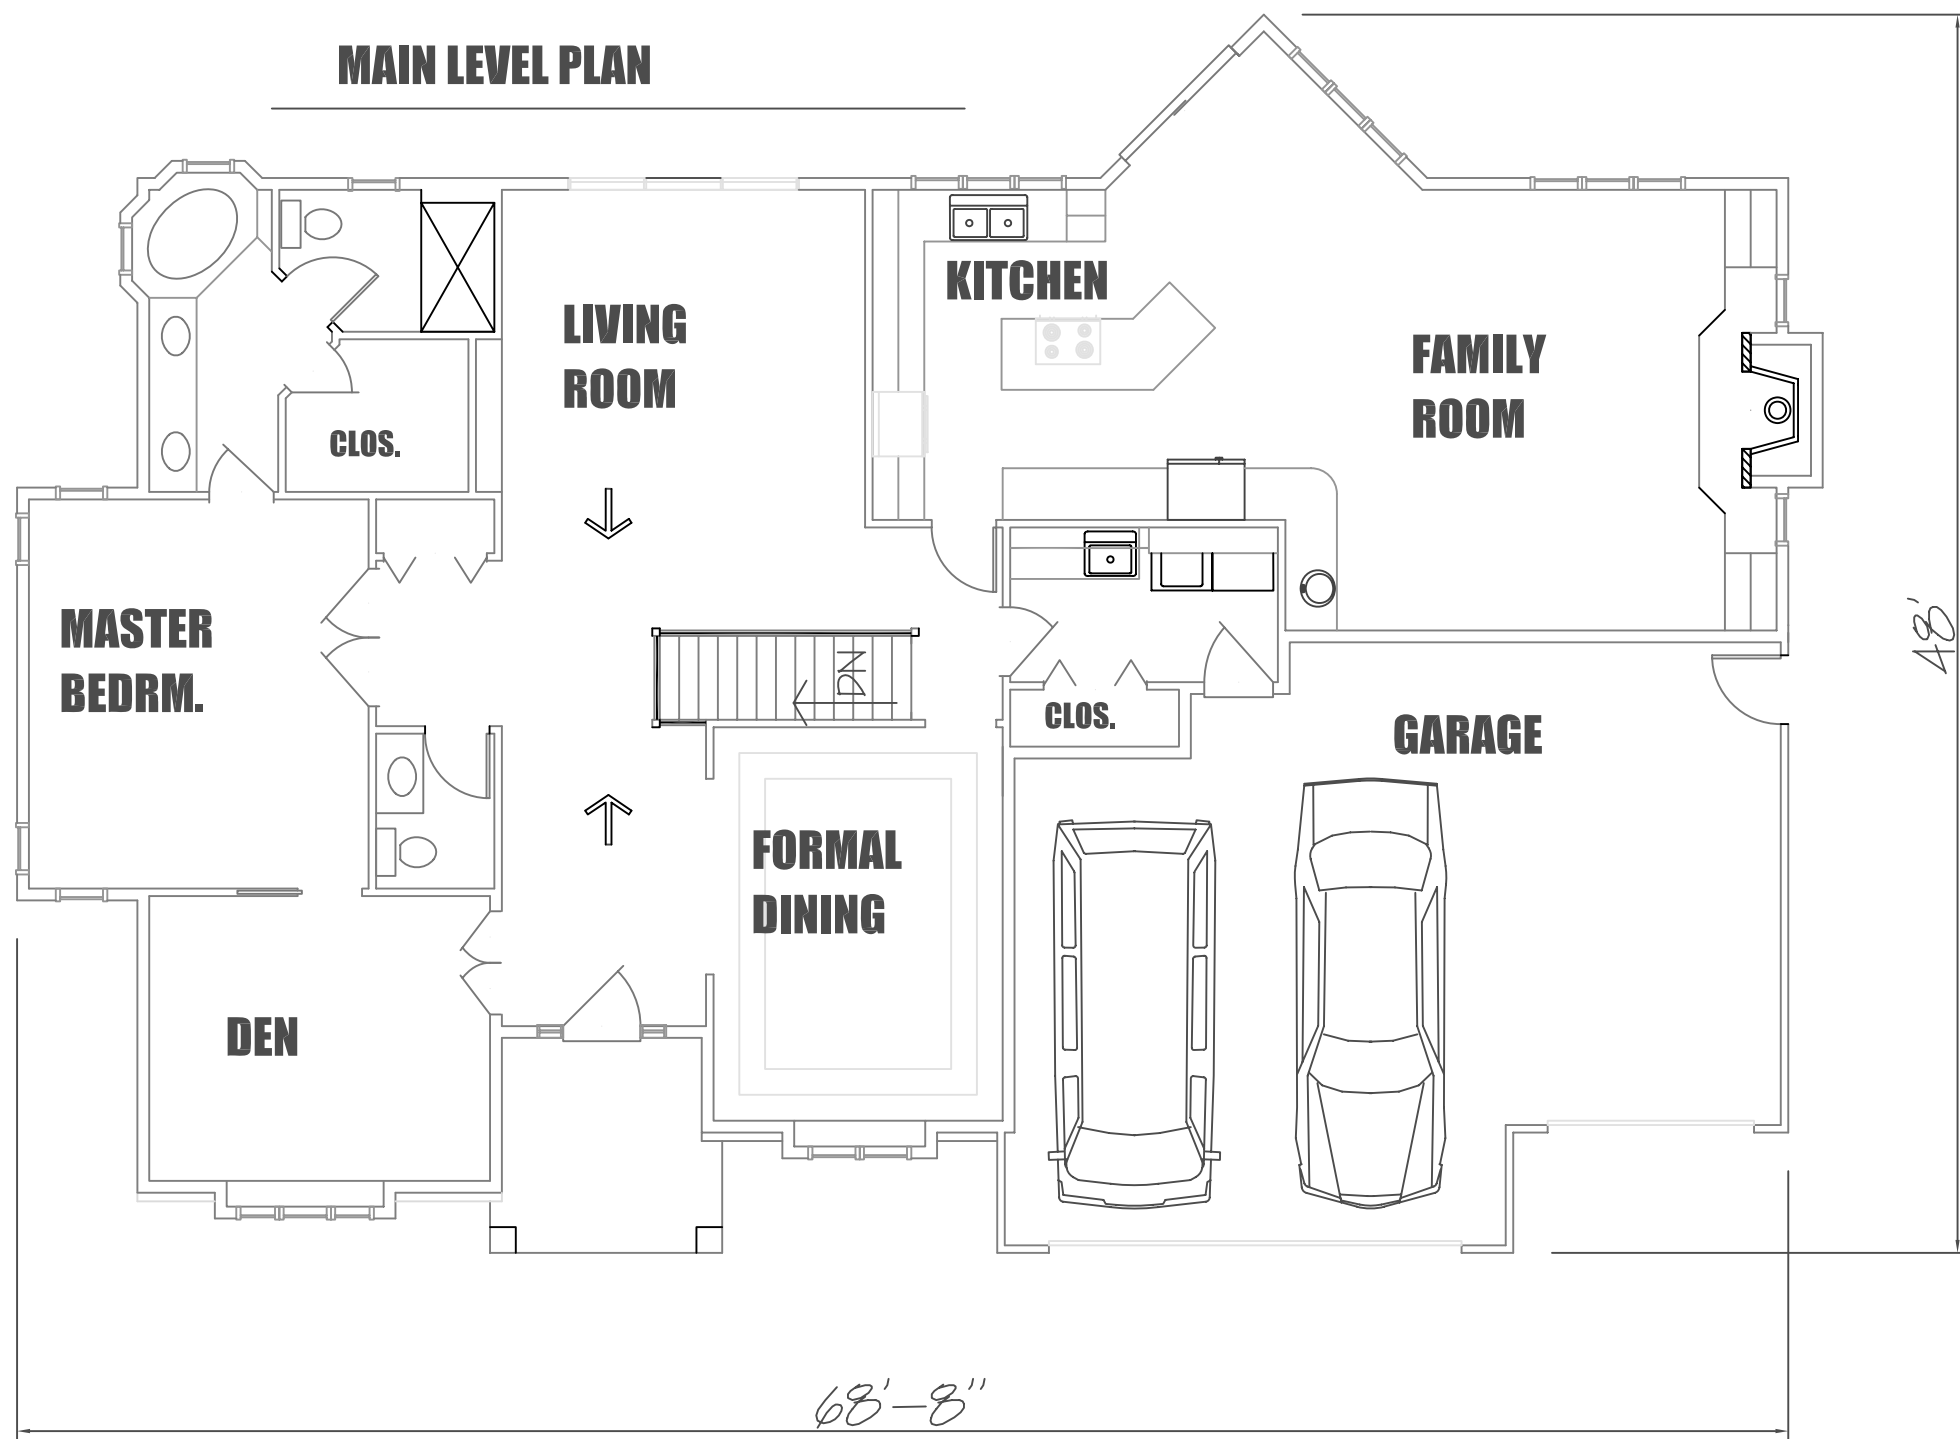 MAIN LEVEL PLAN
KITCHEN
LIVING
ROOM
FAMILY
ROOM
CLOS.
MASTER
BEDRM.
DN
CLOS.
GARAGE
FORMAL
DINING
DEN
48'
68'-8"